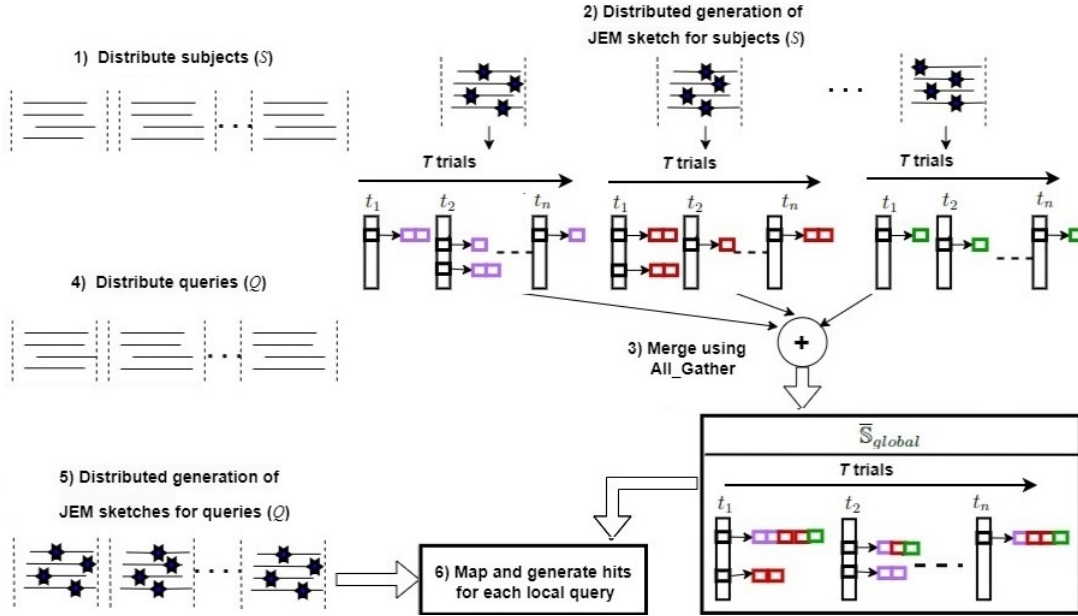 1) Distribute subjects (S)
2) Distributed generation of
JEM sketch for subjects (S)
. . .
. . .
T trials
T trials
T trials
t₁ t₂ tₙ
t₁ t₂ tₙ
t₁ t₂ tₙ
4) Distribute queries (Q)
. . .
3) Merge using
All_Gather
+
S̅global
T trials
t₁ t₂ tₙ
5) Distributed generation of
JEM sketches for queries (Q)
. . .
6) Map and generate hits
for each local query